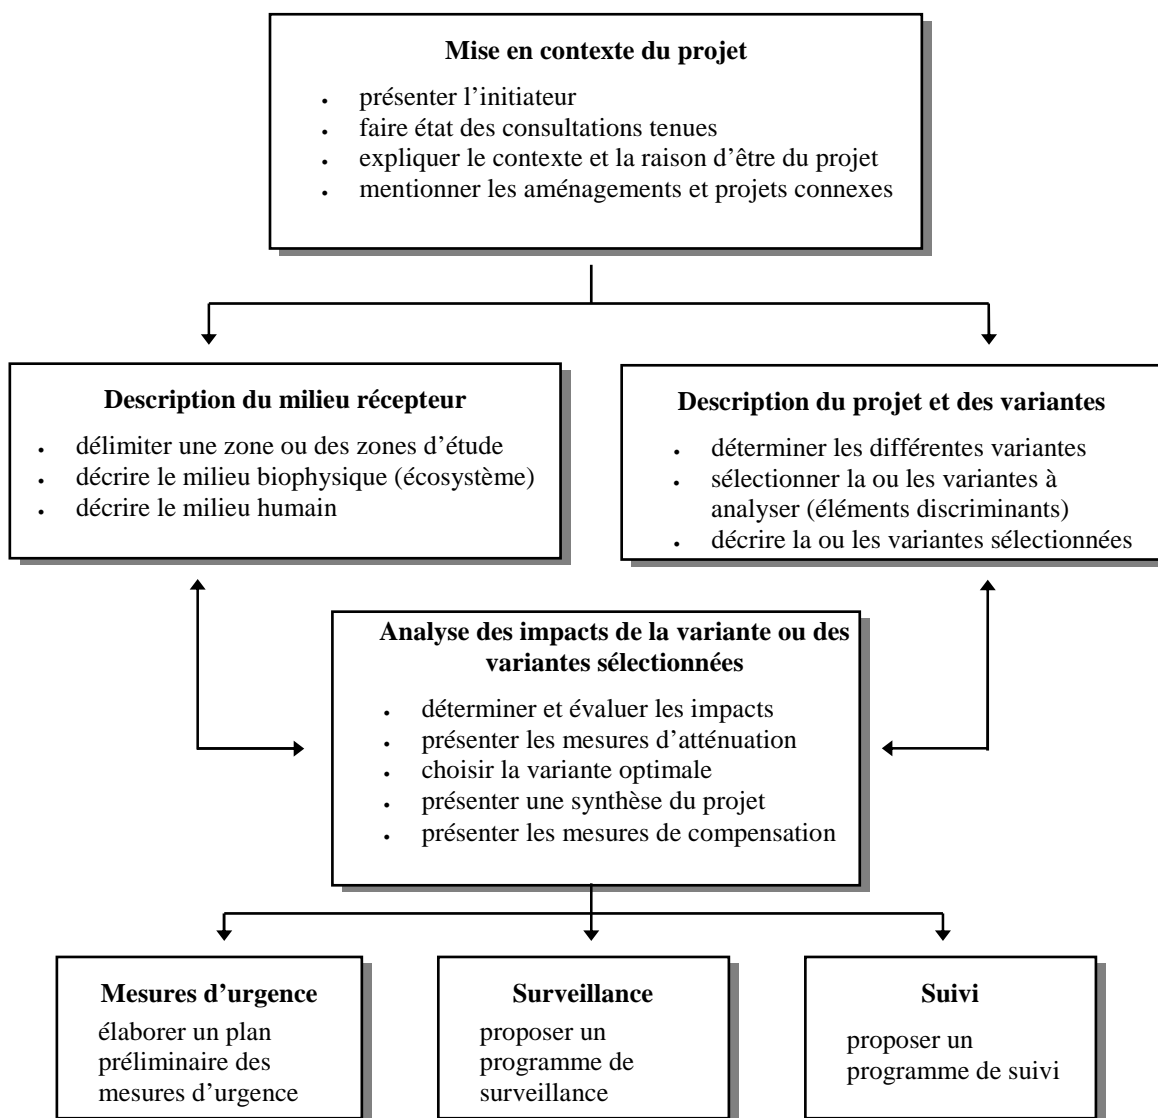 Mise en contexte du projet
• présenter l’initiateur
• faire état des consultations tenues
• expliquer le contexte et la raison d’être du projet
• mentionner les aménagements et projets connexes
Description du milieu récepteur
• délimiter une zone ou des zones d’étude
• décrire le milieu biophysique (écosystème)
• décrire le milieu humain
Description du projet et des variantes
• déterminer les différentes variantes
• sélectionner la ou les variantes à
analyser (éléments discriminants)
• décrire la ou les variantes sélectionnées
Analyse des impacts de la variante ou des
variantes sélectionnées
• déterminer et évaluer les impacts
• présenter les mesures d’atténuation
• choisir la variante optimale
• présenter une synthèse du projet
• présenter les mesures de compensation
Mesures d’urgence
élaborer un plan
préliminaire des
mesures d’urgence
Surveillance
proposer un
programme de
surveillance
Suivi
proposer un
programme de suivi